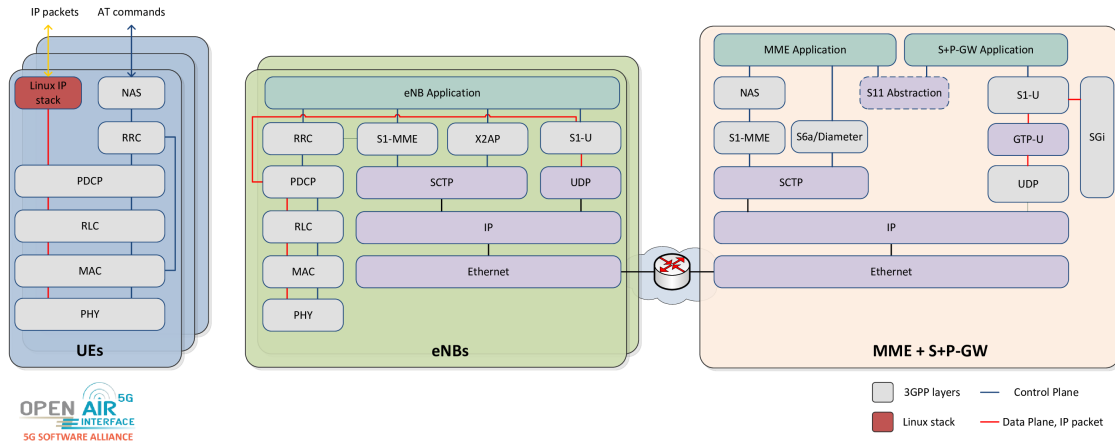 IP packets
AT commands
Linux IP
stack
NAS
RRC
PDCP
RLC
MAC
PHY
UEs
eNB Application
RRC
S1-MME
X2AP
S1-U
PDCP
SCTP
UDP
RLC
IP
MAC
Ethernet
PHY
eNBs
MME Application
S+P-GW Application
NAS
S11 Abstraction
S1-U
S1-MME
S6a/Diameter
GTP-U
SGi
SCTP
UDP
IP
Ethernet
MME + S+P-GW
OPEN AIR 5G
INTERFACE
5G SOFTWARE ALLIANCE
3GPP layers
Control Plane
Linux stack
Data Plane, IP packet